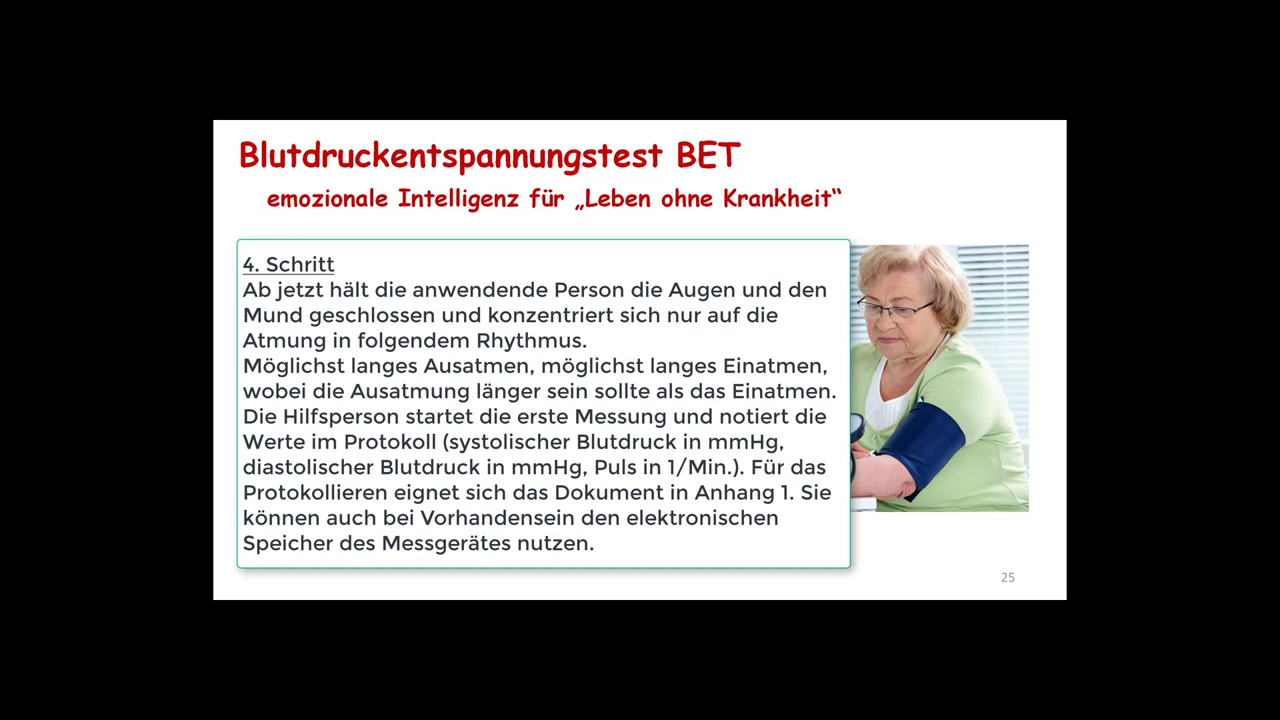 Blutdruckentspannungstest BET
emozionale Intelligenz für „Leben ohne Krankheit“
4. Schritt
Ab jetzt hält die anwendende Person die Augen und den
Mund geschlossen und konzentriert sich nur auf die
Atmung in folgendem Rhythmus.
Möglichst langes Ausatmen, möglichst langes Einatmen,
wobei die Ausatmung länger sein sollte als das Einatmen.
Die Hilfsperson startet die erste Messung und notiert die
Werte im Protokoll (systolischer Blutdruck in mmHg,
diastolischer Blutdruck in mmHg, Puls in 1/Min.). Für das
Protokollieren eignet sich das Dokument in Anhang 1. Sie
können auch bei Vorhandensein den elektronischen
Speicher des Messgerätes nutzen.
25